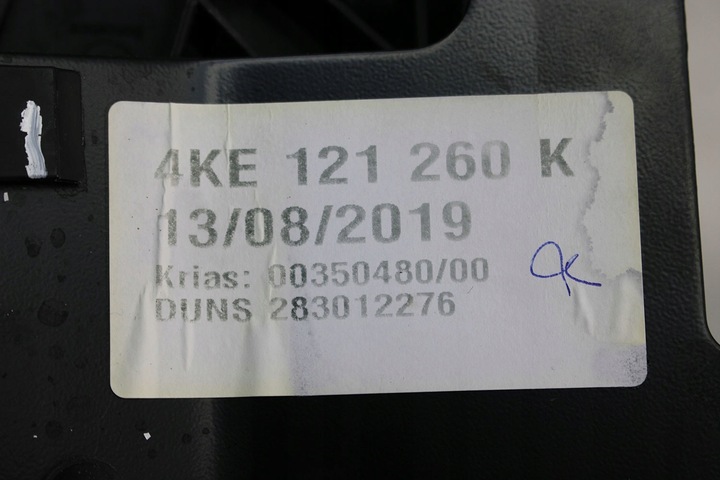 4KE 121 260 K
13/08/2019
Krias: 00350480/00
DUNS 283012276